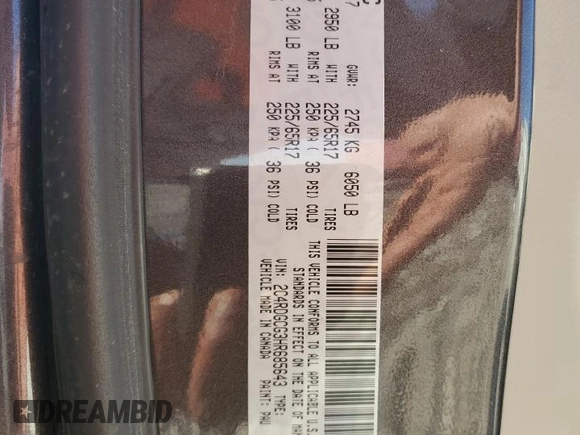 GVWR: 2745 KG 6050 LB
2950 LB WITH 225/65R17 TIRES
RIMS AT 250 KPA ( 36 PSI) COLD
3100 LB WITH 225/65R17 TIRES
RIMS AT 250 KPA ( 36 PSI) COLD
THIS VEHICLE CONFORMS TO ALL APPLICABLE U.S.
STANDARDS IN EFFECT ON THE DATE OF
VIN: 2C4RDGCG3HR685643 TYPE:
VEHICLE MADE IN CANADA PAINT: PAU
DREAMBID